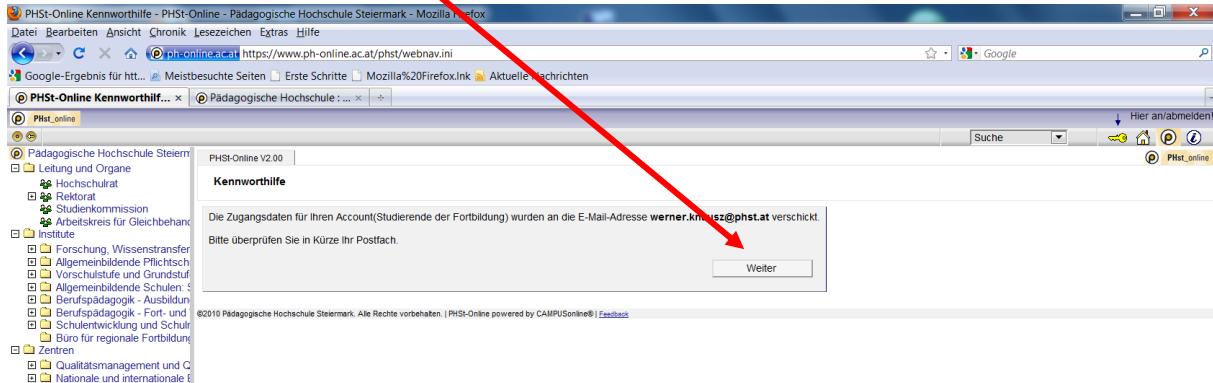 PHSt-Online Kennworthilfe - PHSt-Online - Pädagogische Hochschule Steiermark - Mozilla Firefox
Datei Bearbeiten Ansicht Chronik Lesezeichen Extras Hilfe
ph-online.ac.at https://www.ph-online.ac.at/phst/webnav.ini
Google
Google-Ergebnis für htt... Meistbesuchte Seiten Erste Schritte Mozilla%20Firefox.lnk Aktuelle Nachrichten
PHSt-Online Kennworthilf... × Pädagogische Hochschule : ... ×
PHst_online
Hier an/abmelden!
Suche
Pädagogische Hochschule Steierm
Leitung und Organe
Hochschulrat
Rektorat
Studienkommission
Arbeitskreis für Gleichbehand
Institute
Forschung, Wissenstransfer
Allgemeinbildende Pflichtsch
Vorschulstufe und Grundstuf
Allgemeinbildende Schulen: S
Berufspädagogik - Ausbildun
Berufspädagogik - Fort- und
Schulentwicklung und Schulm
Büro für regionale Fortbildung
Zentren
Qualitätsmanagement und Q
Nationale und internationale B
PHSt-Online V2.00
PHst_online
Kennworthilfe
Die Zugangsdaten für Ihren Account(Studierende der Fortbildung) wurden an die E-Mail-Adresse verschickt.
Bitte überprüfen Sie in Kürze Ihr Postfach.
Weiter
©2010 Pädagogische Hochschule Steiermark. Alle Rechte vorbehalten. | PHSt-Online powered by CAMPUSonline® | Feedback